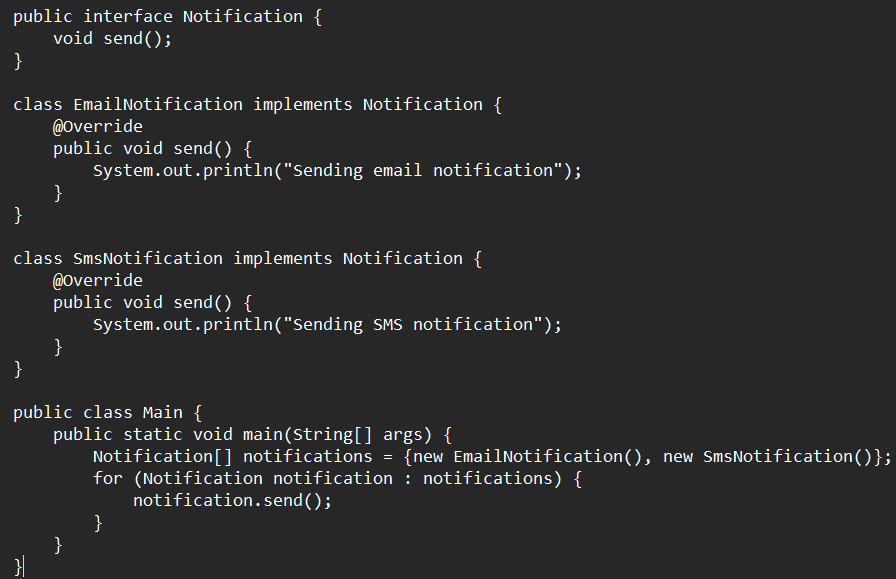 public interface Notification {
    void send();
}

class EmailNotification implements Notification {
    @Override
    public void send() {
        System.out.println("Sending email notification");
    }
}

class SmsNotification implements Notification {
    @Override
    public void send() {
        System.out.println("Sending SMS notification");
    }
}

public class Main {
    public static void main(String[] args) {
        Notification[] notifications = {new EmailNotification(), new SmsNotification()};
        for (Notification notification : notifications) {
            notification.send();
        }
    }
}